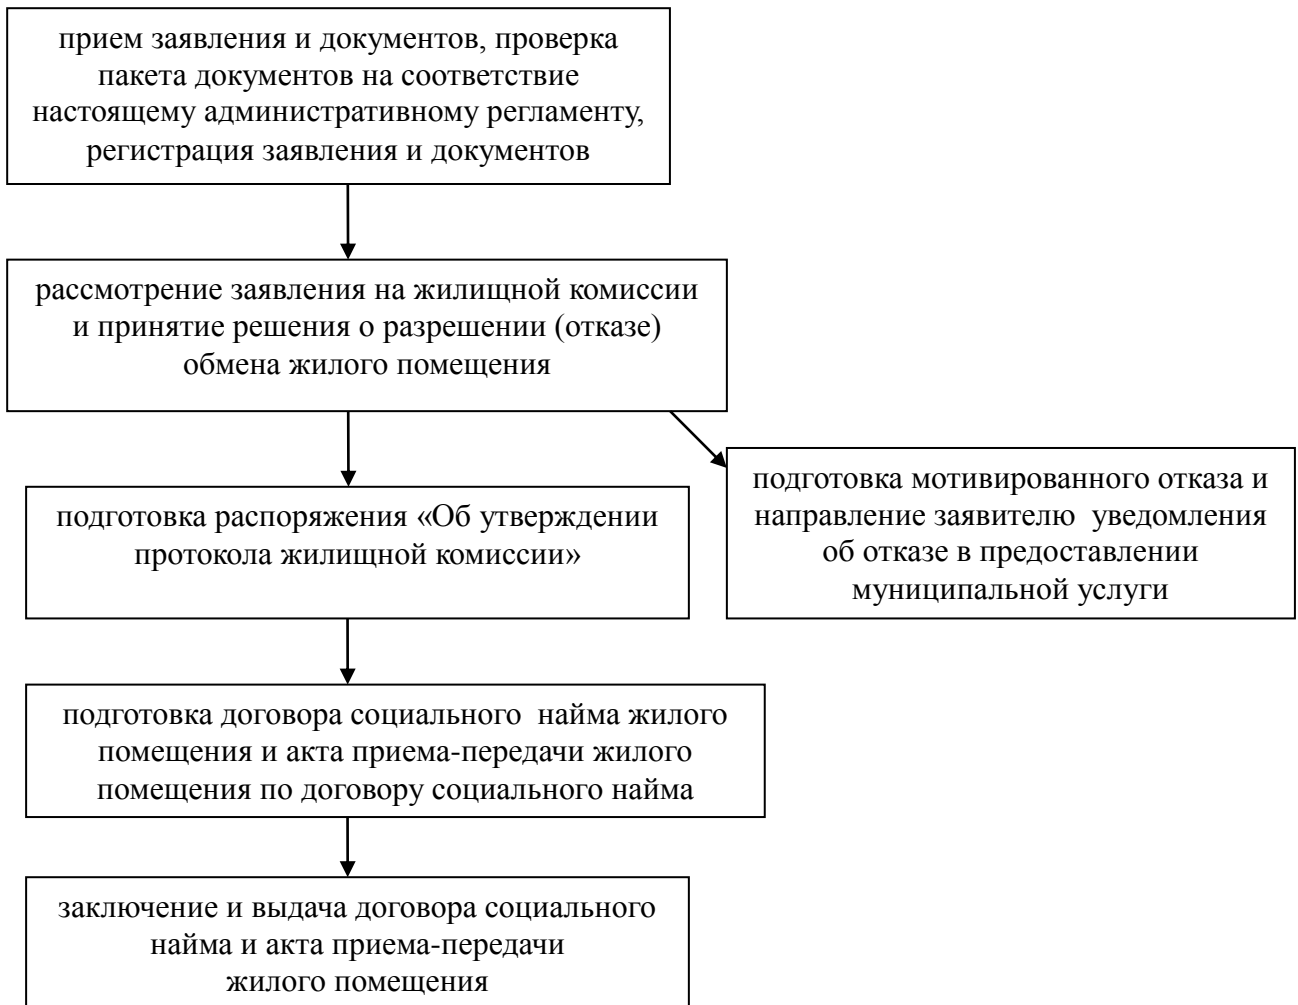 прием заявления и документов, проверка
пакета документов на соответствие
настоящему административному регламенту,
регистрация заявления и документов
рассмотрение заявления на жилищной комиссии
и принятие решения о разрешении (отказе)
обмена жилого помещения
подготовка мотивированного отказа и
направление заявителю уведомления
об отказе в предоставлении
муниципальной услуги
подготовка распоряжения «Об утверждении
протокола жилищной комиссии»
подготовка договора социального найма жилого
помещения и акта приема-передачи жилого
помещения по договору социального найма
заключение и выдача договора социального
найма и акта приема-передачи
жилого помещения